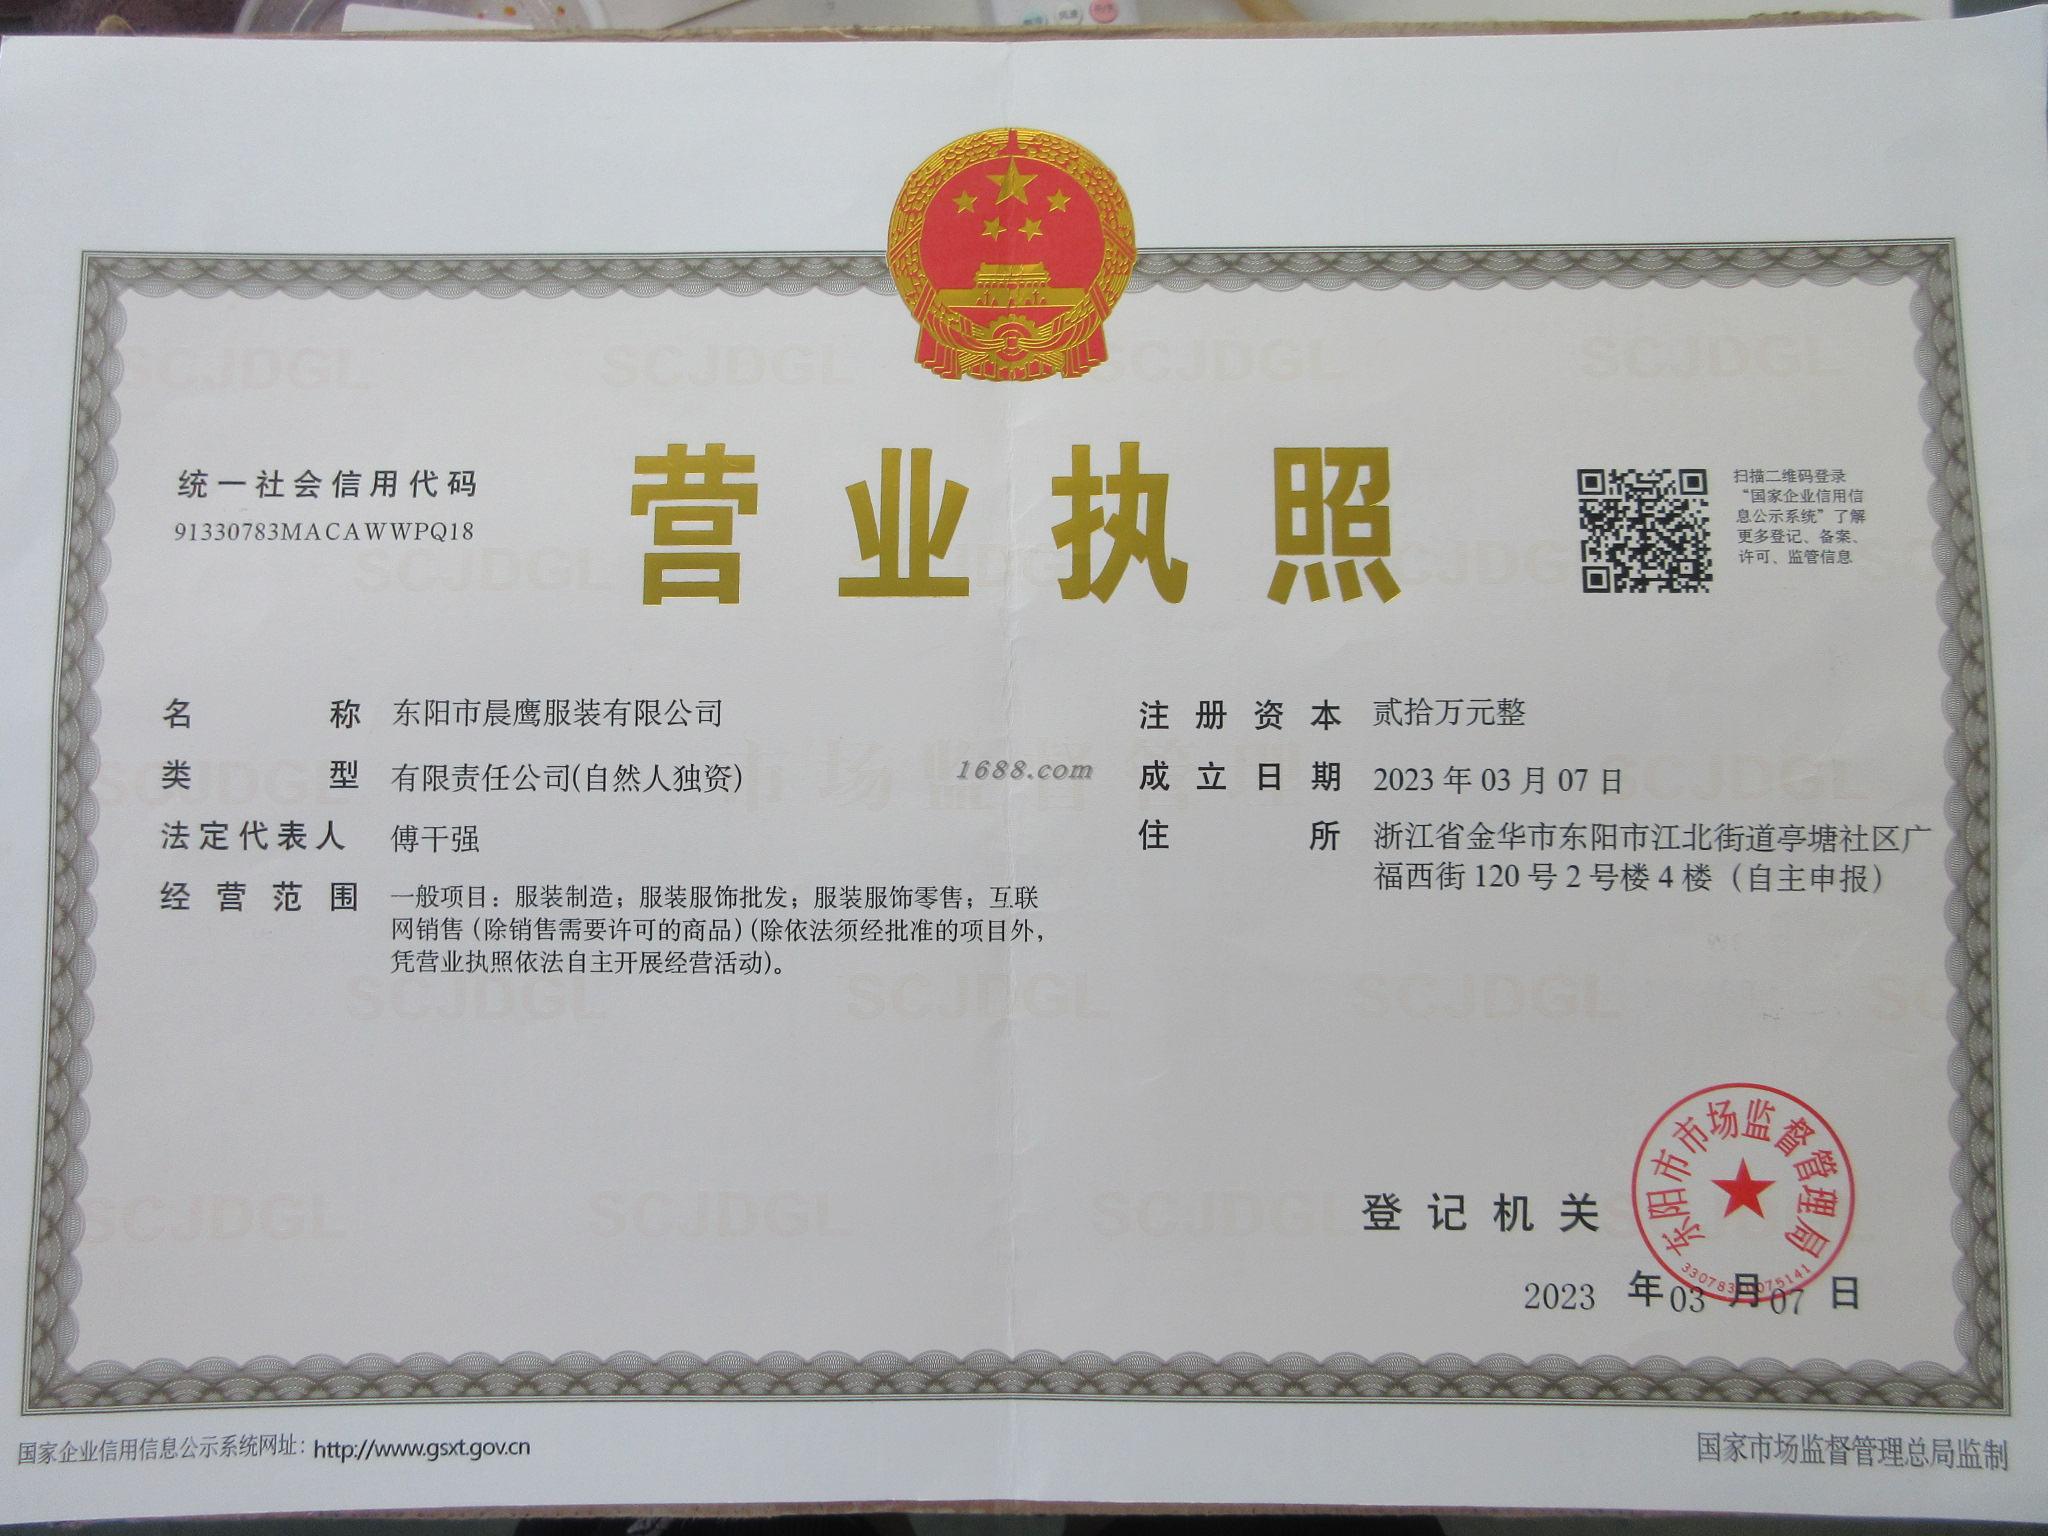 营业执照
统一社会信用代码
91330783MACAWWPQ18
扫描二维码登录
“国家企业信用信
息公示系统”了解
更多登记、备案、
许可、监管信息
名称 东阳市晨鹰服装有限公司
类型 有限责任公司(自然人独资)
法定代表人 傅干强
经营范围 一般项目：服装制造；服装服饰批发；服装服饰零售；互联
网销售（除销售需要许可的商品）(除依法须经批准的项目外，
凭营业执照依法自主开展经营活动)。
注册资本 贰拾万元整
成立日期 2023年03月07日
住所 浙江省金华市东阳市江北街道亭塘社区广
福西街120号2号楼4楼（自主申报）
1688.com
市场监督管理
SCJDGL
登记机关
东阳市市场监督管理局
2023 年 03 月 07 日
国家企业信用信息公示系统网址：http://www.gsxt.gov.cn
国家市场监督管理总局监制